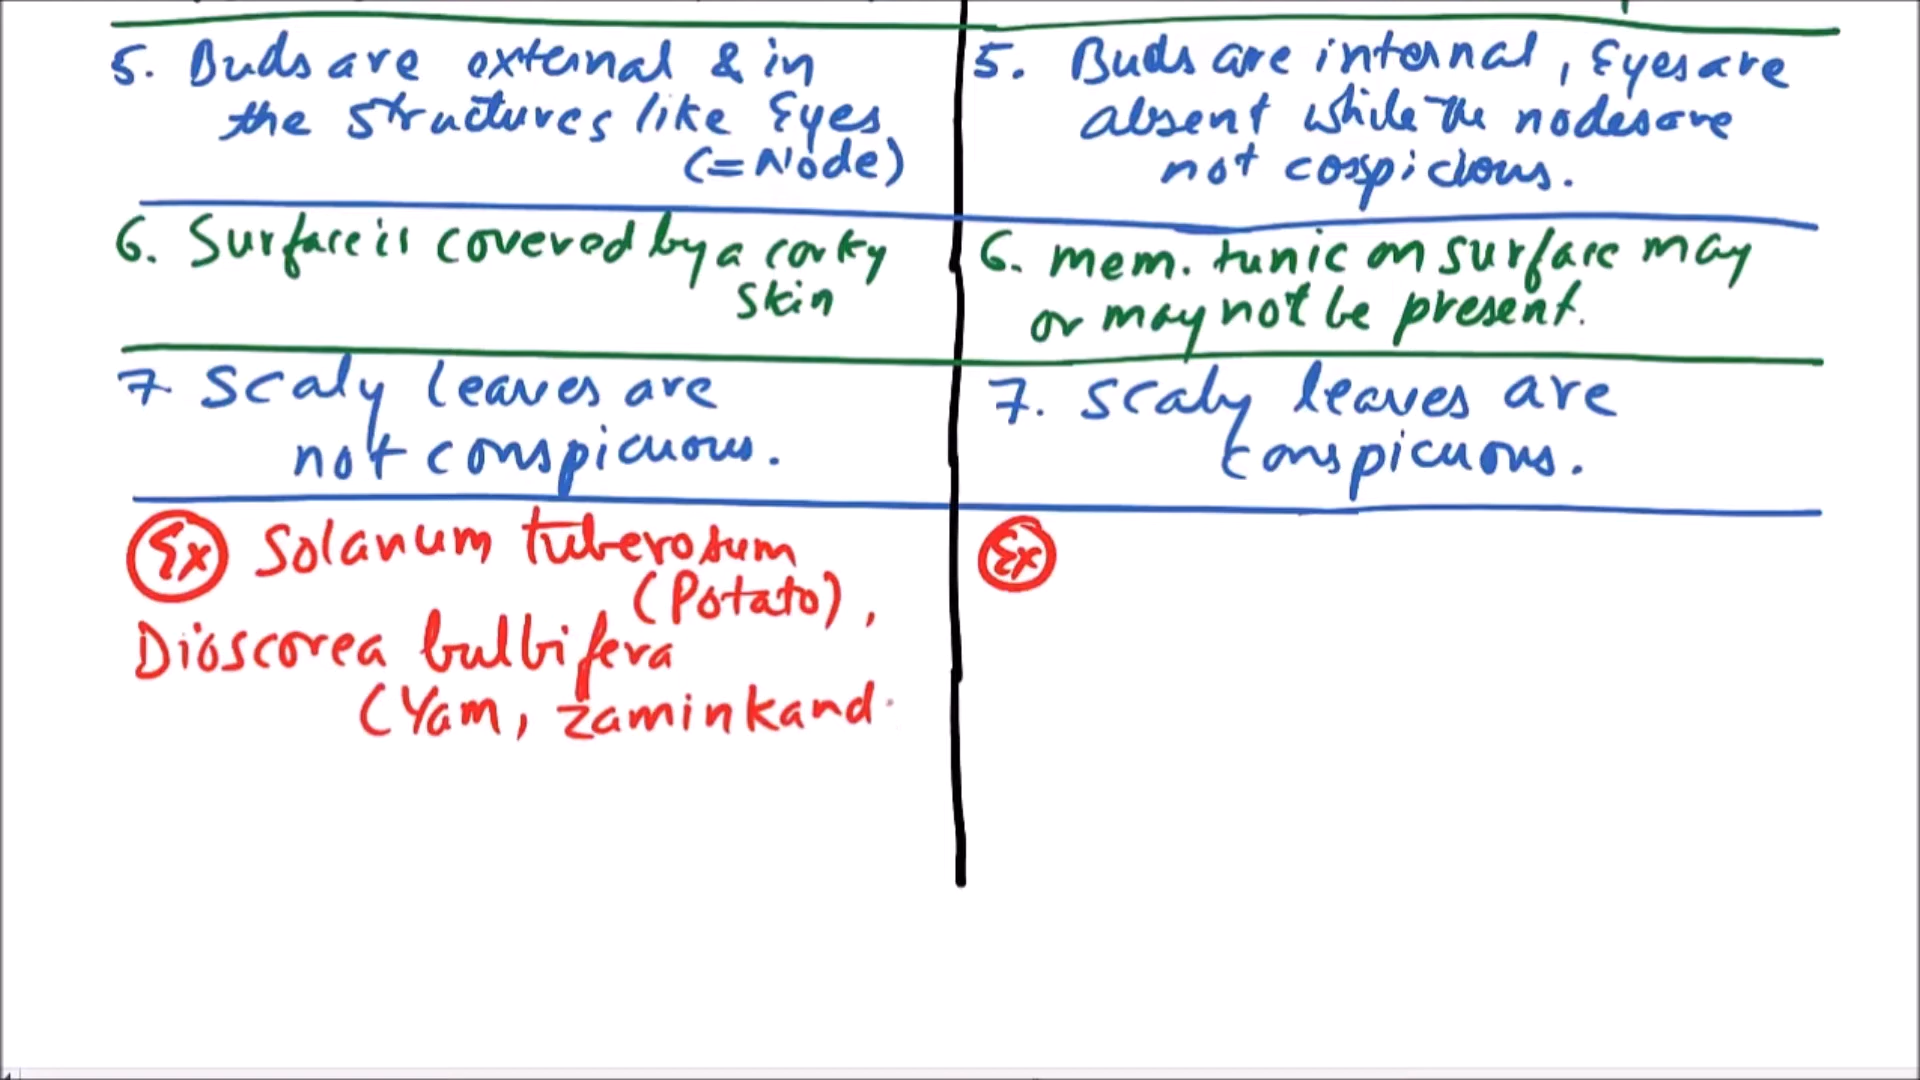 5. Buds are external & in
the structures like Eyes
(=Node)
6. Surface is covered by a corky
skin
7. Scaly leaves are
not conspicuous.
Ex Solanum tuberosum
(Potato),
Dioscorea bulbifera
(Yam, zaminkand
5. Buds are internal, Eyes are
absent while the nodes are
not cospicious.
6. mem. tunic on surface may
or may not be present.
7. Scaly leaves are
conspicuous.
Ex